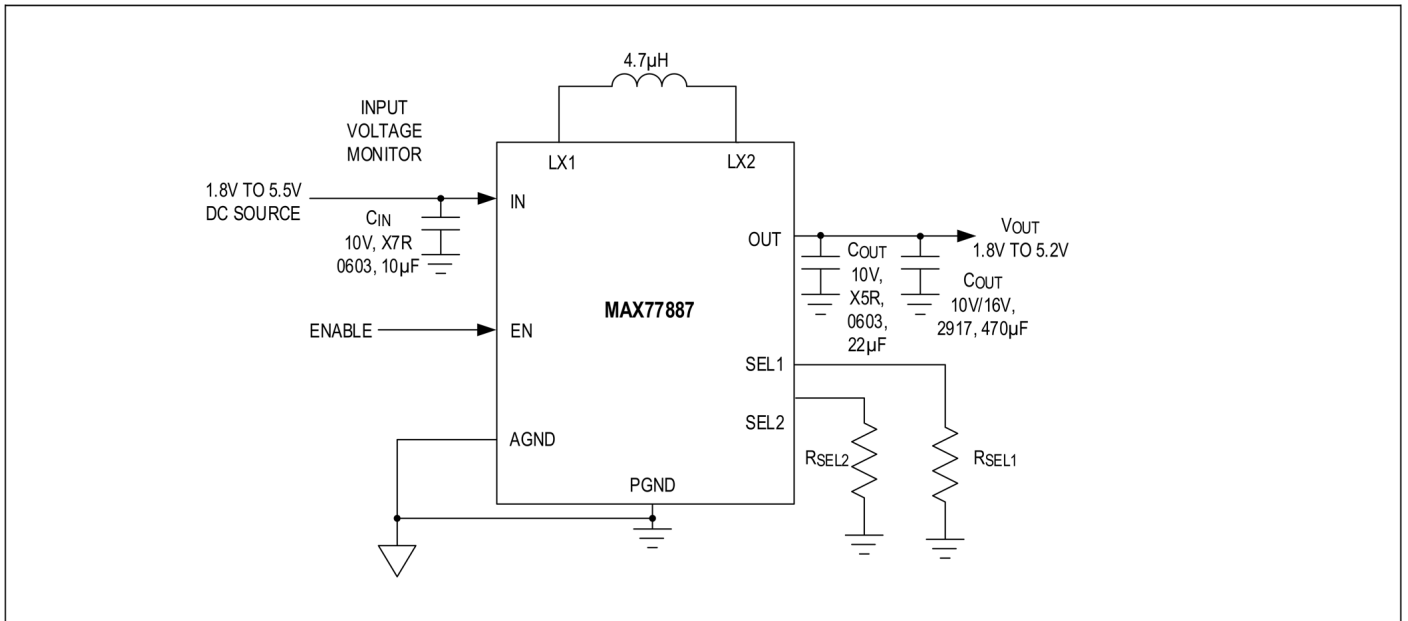 4.7µH
INPUT
VOLTAGE
MONITOR
LX1
LX2
1.8V TO 5.5V
DC SOURCE
IN
CIN
10V, X7R
0603, 10µF
OUT
VOUT
1.8V TO 5.2V
COUT
10V,
X5R,
0603,
22µF
COUT
10V/16V,
2917, 470µF
MAX77887
ENABLE
EN
SEL1
SEL2
AGND
RSEL2
RSEL1
PGND